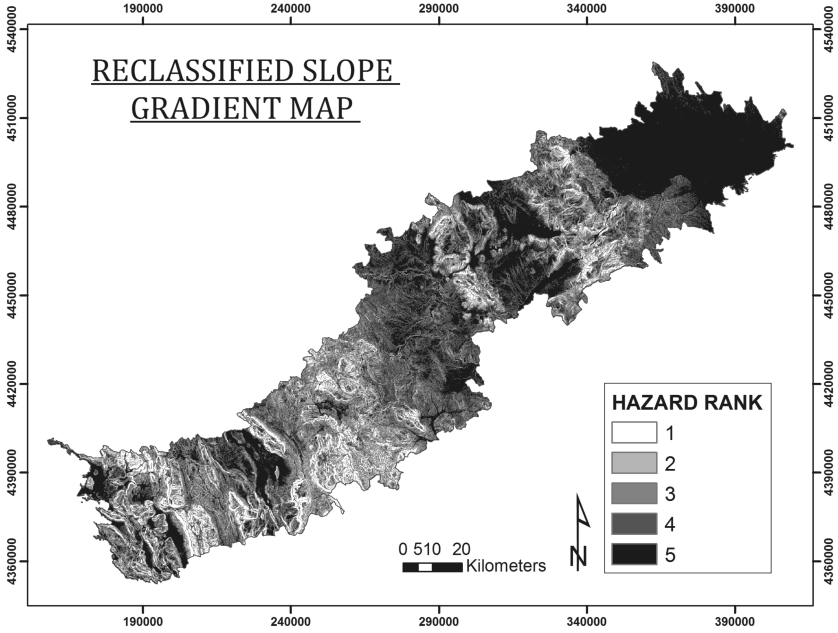 190000 240000 290000 340000 390000
4540000 4540000
RECLASSIFIED SLOPE
GRADIENT MAP
4510000 4510000
4480000 4480000
4450000 4450000
4420000 4420000
HAZARD RANK
1
2
4390000 4390000
3
4
0 5 10 20
N
5
Kilometers
4360000 4360000
190000 240000 290000 340000 390000